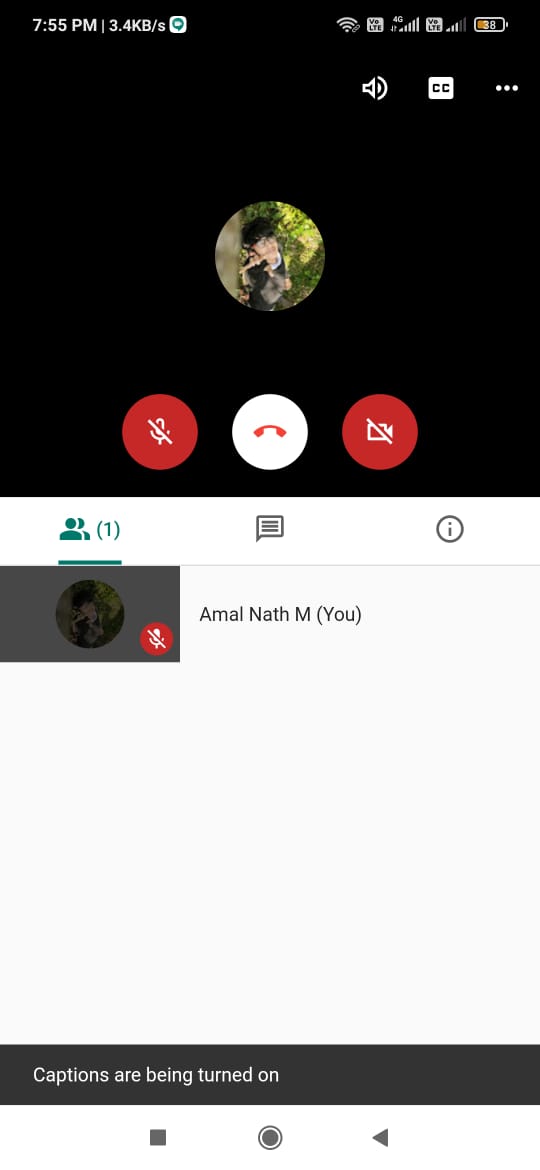 7:55 PM | 3.4KB/s
Vo LTE 4G Vo LTE 38
CC
(1)
Amal Nath M (You)
Captions are being turned on